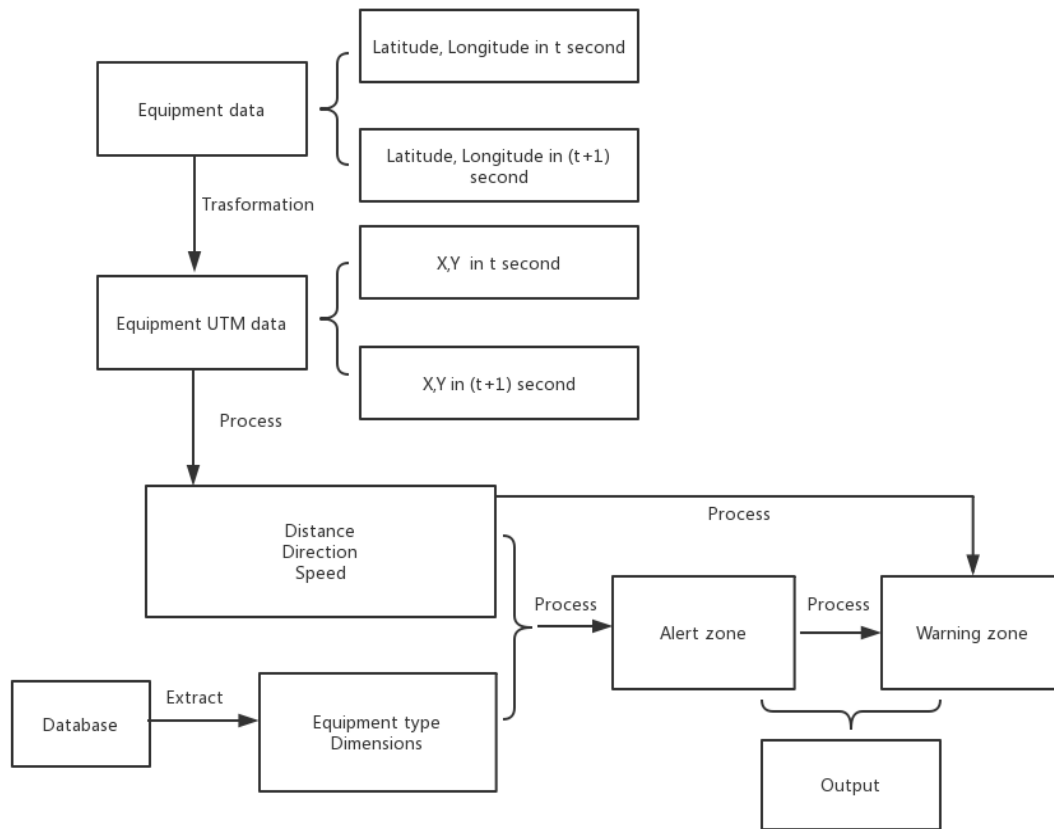 Latitude, Longitude in t second
Equipment data
Latitude, Longitude in (t+1)
second
Trasformation
X,Y in t second
Equipment UTM data
X,Y in (t+1) second
Process
Distance
Direction
Speed
Process
Process
Alert zone
Process
Warning zone
Database
Extract
Equipment type
Dimensions
Output